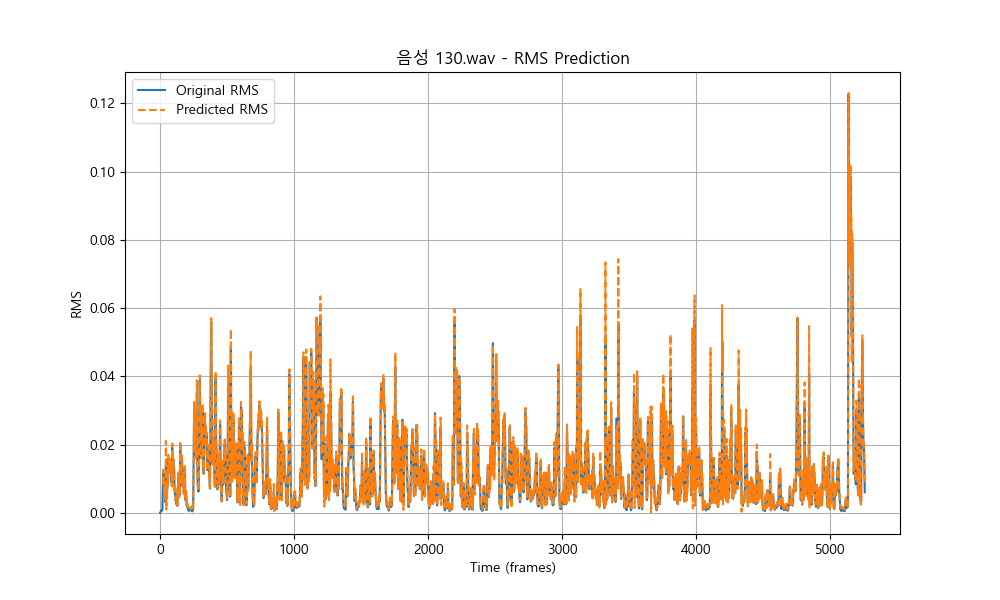 음성 130.wav - RMS Prediction
Original RMS
Predicted RMS
0.12
0.10
0.08
0.06
0.04
0.02
0.00
RMS
0 1000 2000 3000 4000 5000
Time (frames)